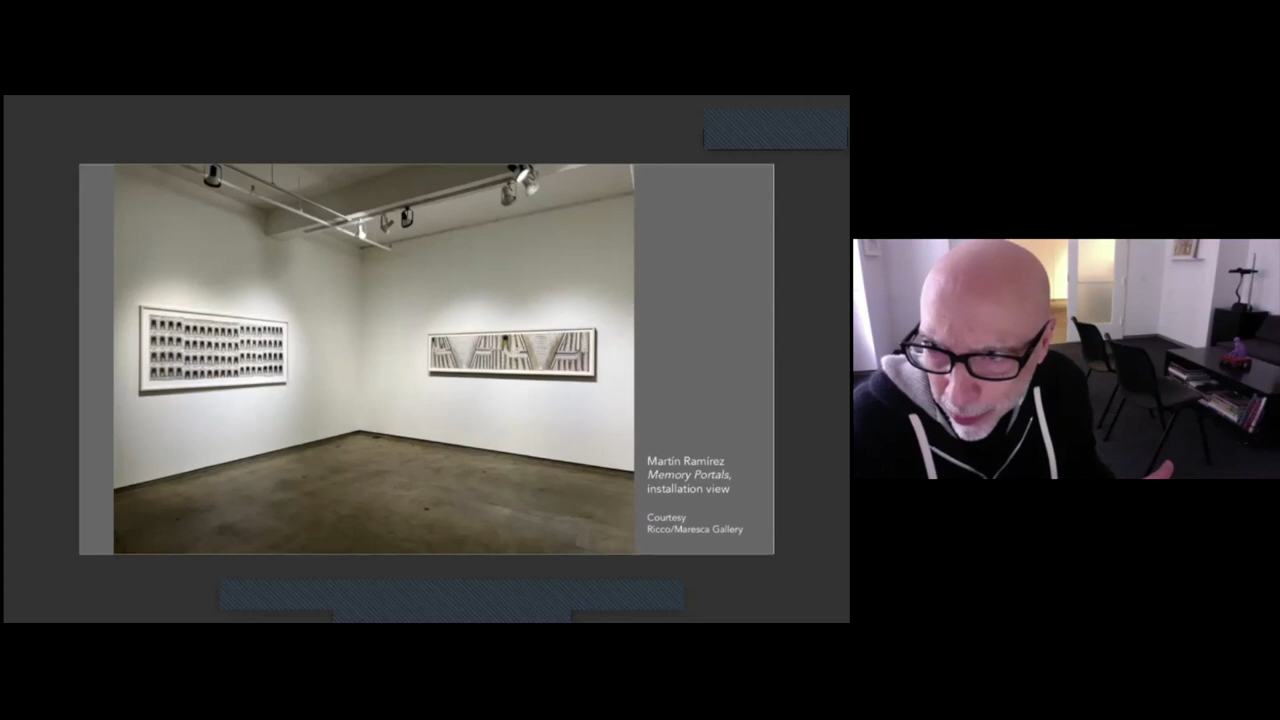 Martín Ramírez
Memory Portals,
installation view
Courtesy
Ricco/Maresca Gallery